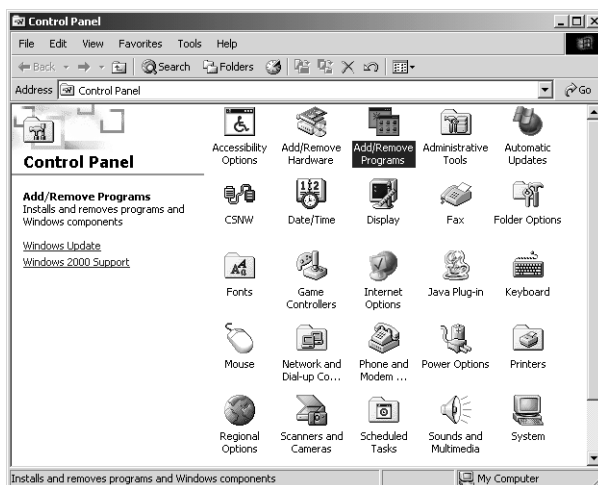 Control Panel
File Edit View Favorites Tools Help
Back Search Folders
Address Control Panel Go
Control Panel
Add/Remove Programs
Installs and removes programs and
Windows components
Windows Update
Windows 2000 Support
Accessibility Options
Add/Remove Hardware
Add/Remove Programs
Administrative Tools
Automatic Updates
CSNW
Date/Time
Display
Fax
Folder Options
Fonts
Game Controllers
Internet Options
Java Plug-in
Keyboard
Mouse
Network and Dial-up Co...
Phone and Modem ...
Power Options
Printers
Regional Options
Scanners and Cameras
Scheduled Tasks
Sounds and Multimedia
System
Installs and removes programs and Windows components
My Computer